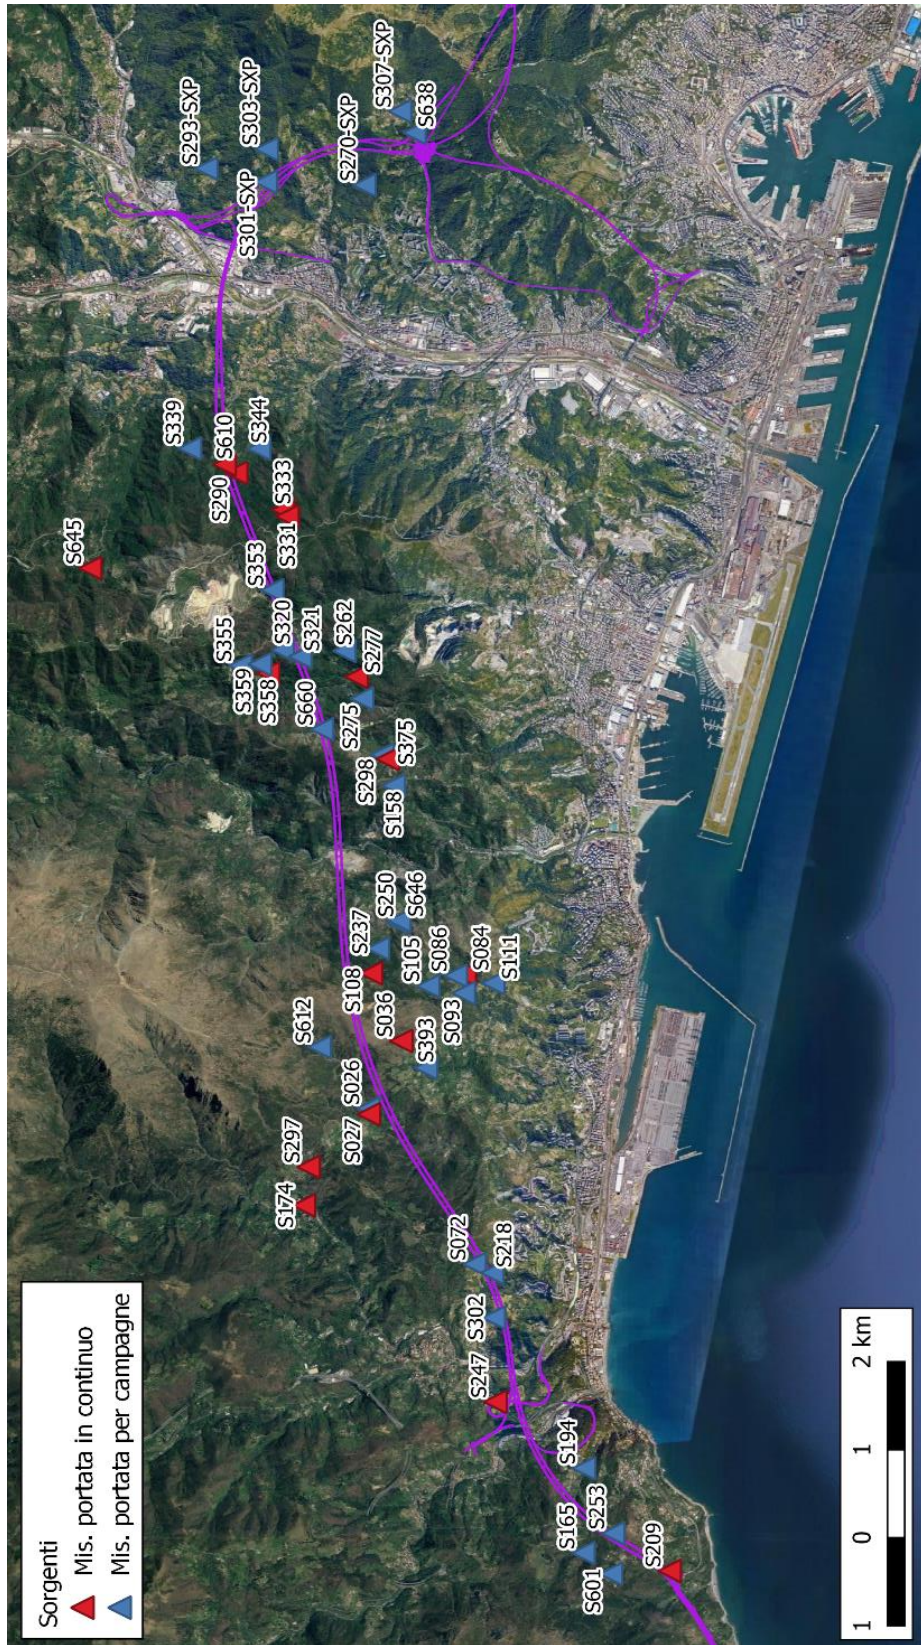 Sorgenti
Mis. portata in continuo
Mis. portata per campagne
S645
S293-SXP
S339
S303-SXP
S610
S290
S301-SXP
S344
S355
S353
S333
S359
S320
S331
S307-SXP
S174
S297
S612
S358
S321
S270-SXP
S660
S262
S638
S275
S277
S027
S026
S108
S237
S298
S375
S036
S250
S158
S393
S105
S646
S086
S093
S084
S072
S111
S247
S302
S218
S194
S165
S253
S601
S209
1 0 1 2 km